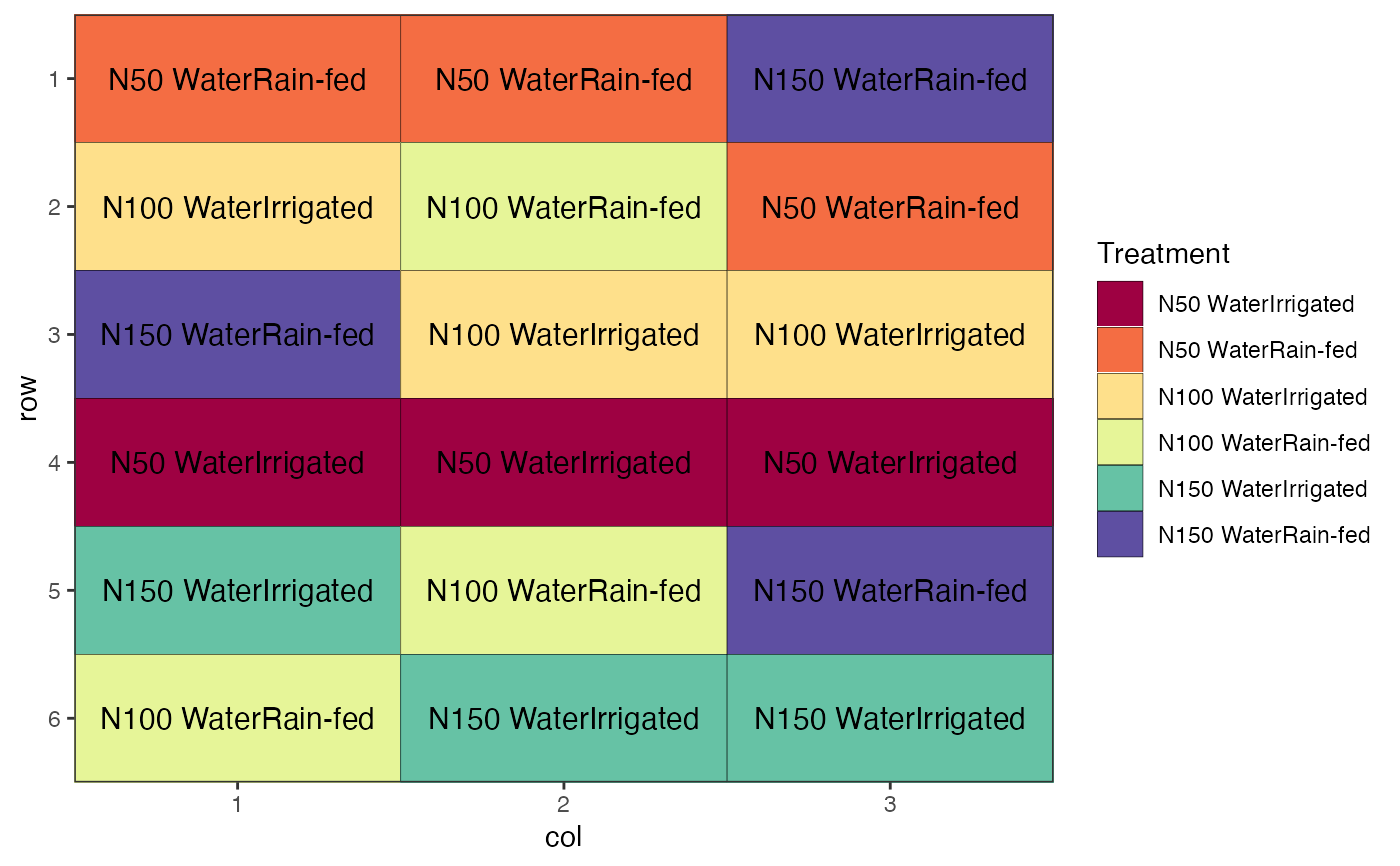 1 N50 WaterRain-fed N50 WaterRain-fed N150 WaterRain-fed
2 N100 WaterIrrigated N100 WaterRain-fed N50 WaterRain-fed
3 N150 WaterRain-fed N100 WaterIrrigated N100 WaterIrrigated
4 N50 WaterIrrigated N50 WaterIrrigated N50 WaterIrrigated
5 N150 WaterIrrigated N100 WaterRain-fed N150 WaterRain-fed
6 N100 WaterRain-fed N150 WaterIrrigated N150 WaterIrrigated
row
1 2 3
col
Treatment
N50 WaterIrrigated
N50 WaterRain-fed
N100 WaterIrrigated
N100 WaterRain-fed
N150 WaterIrrigated
N150 WaterRain-fed